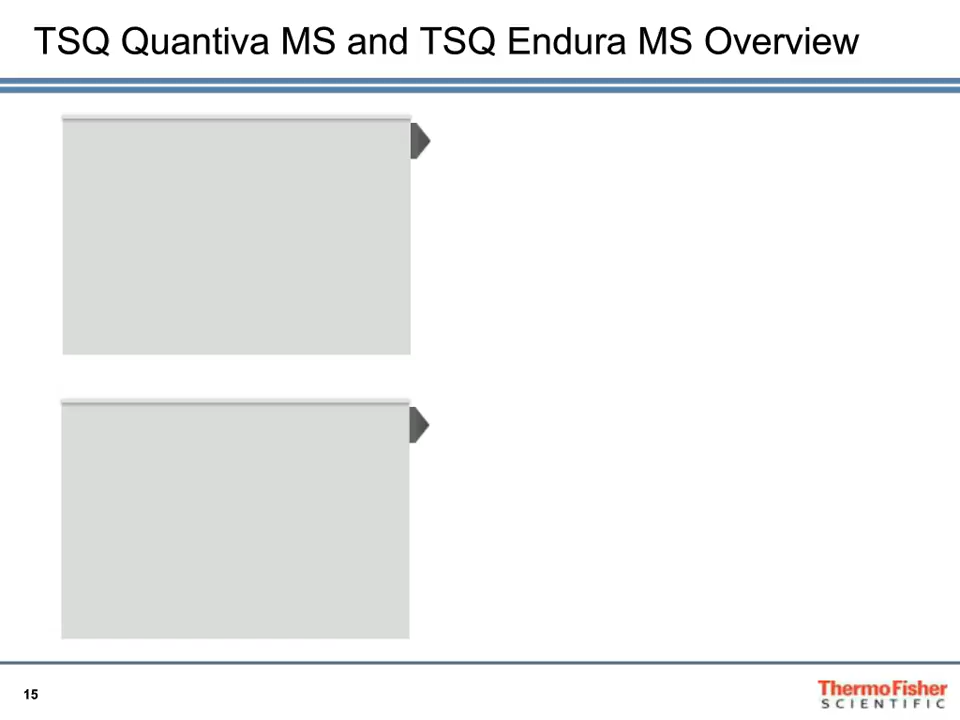 TSQ Quantiva MS and TSQ Endura MS Overview
15
ThermoFisher
SCIENTIFIC